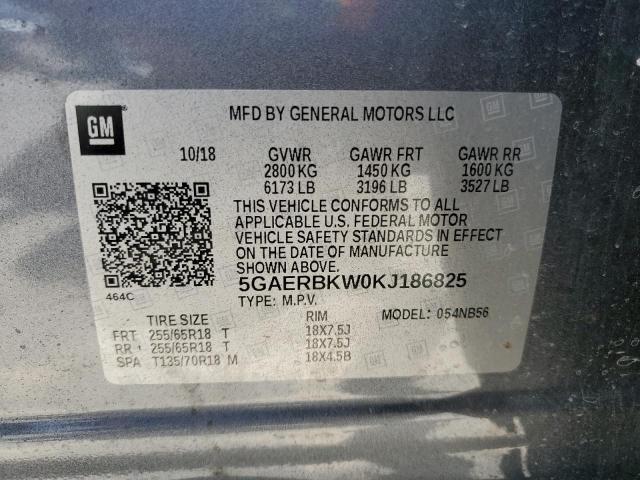 GM
MFD BY GENERAL MOTORS LLC
10/18 GVWR GAWR FRT GAWR RR
2800 KG 1450 KG 1600 KG
6173 LB 3196 LB 3527 LB
THIS VEHICLE CONFORMS TO ALL
APPLICABLE U.S. FEDERAL MOTOR
VEHICLE SAFETY STANDARDS IN EFFECT
ON THE DATE OF MANUFACTURE
SHOWN ABOVE.
5GAERBKW0KJ186825
464C
TYPE: M.P.V. MODEL: 054NB56
TIRE SIZE RIM
FRT 255/65R18 T 18X7.5J
RR 255/65R18 T 18X7.5J
SPA T135/70R18 M 18X4.5B